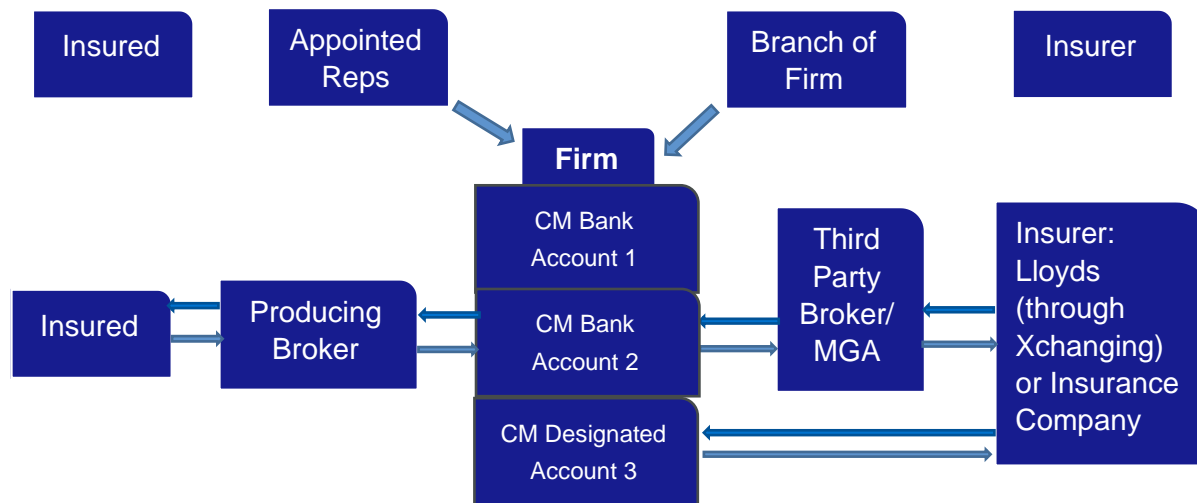 Insured
Appointed
Reps
Branch of
Firm
Insurer
Firm
CM Bank
Account 1
Insured
Producing
Broker
CM Bank
Account 2
Third
Party
Broker/
MGA
Insurer:
Lloyds
(through
Xchanging)
or Insurance
Company
CM Designated
Account 3